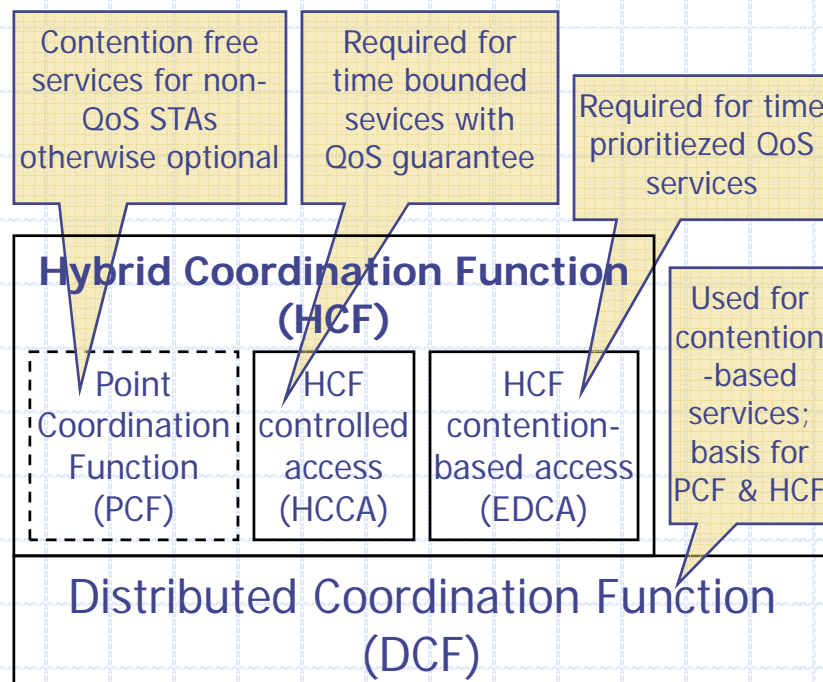 Contention free
services for non-
QoS STAs
otherwise optional
Required for
time bounded
sevices with
QoS guarantee
Required for time
prioritiezed QoS
services
Hybrid Coordination Function
(HCF)
Used for
contention
-based
services;
basis for
PCF & HCF
Point
Coordination
Function
(PCF)
HCF
controlled
access
(HCCA)
HCF
contention-
based access
(EDCA)
Distributed Coordination Function
(DCF)